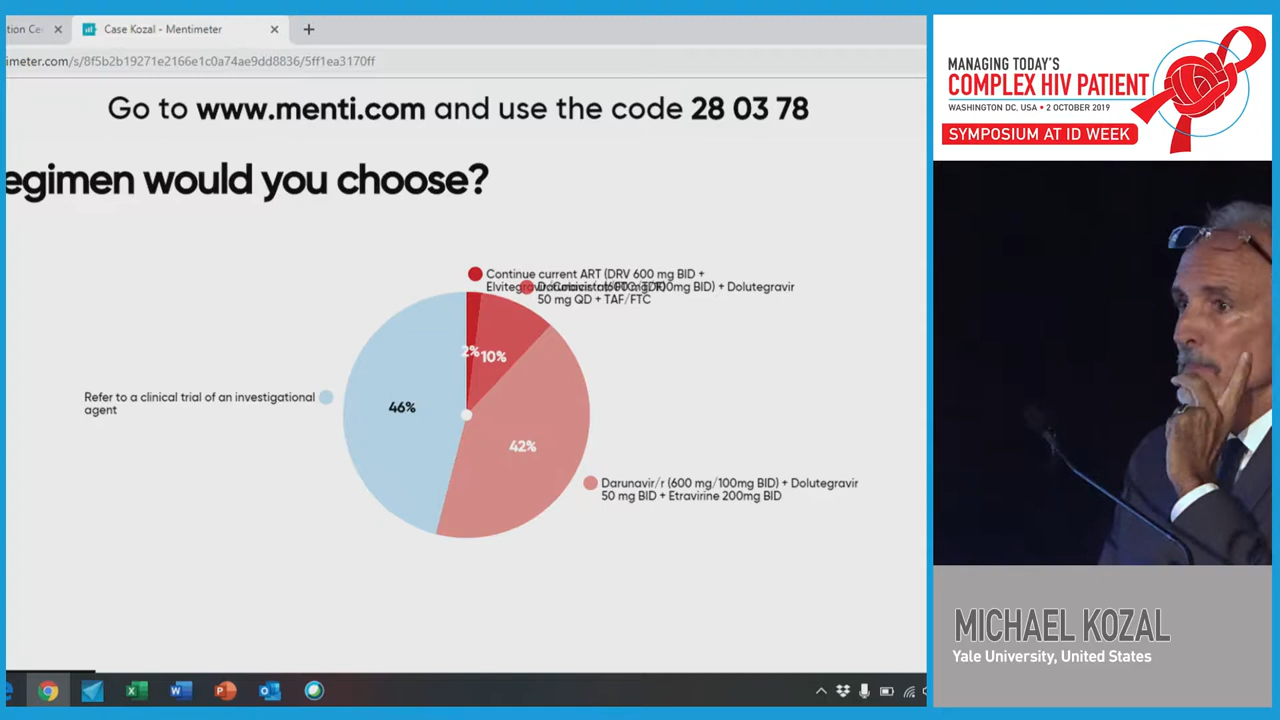 tion Ce
Case Kozal - Mentimeter
imeter.com/s/8f5b2b19271e2166e1c0a74ae9dd8836/5ff1ea3170ff
Go to www.menti.com and use the code 28 03 78
egimen would you choose?
Continue current ART (DRV 600 mg BID +
100mg BID) + Dolutegravir
50 mg QD + TAF/FTC
2%
10%
Refer to a clinical trial of an investigational
agent
46%
42%
Darunavir/r (600 mg/100mg BID) + Dolutegravir
50 mg BID + Etravirine 200mg BID
MANAGING TODAY'S
COMPLEX HIV PATIENT
WASHINGTON DC, USA • 2 OCTOBER 2019
SYMPOSIUM AT ID WEEK
MICHAEL KOZAL
Yale University, United States